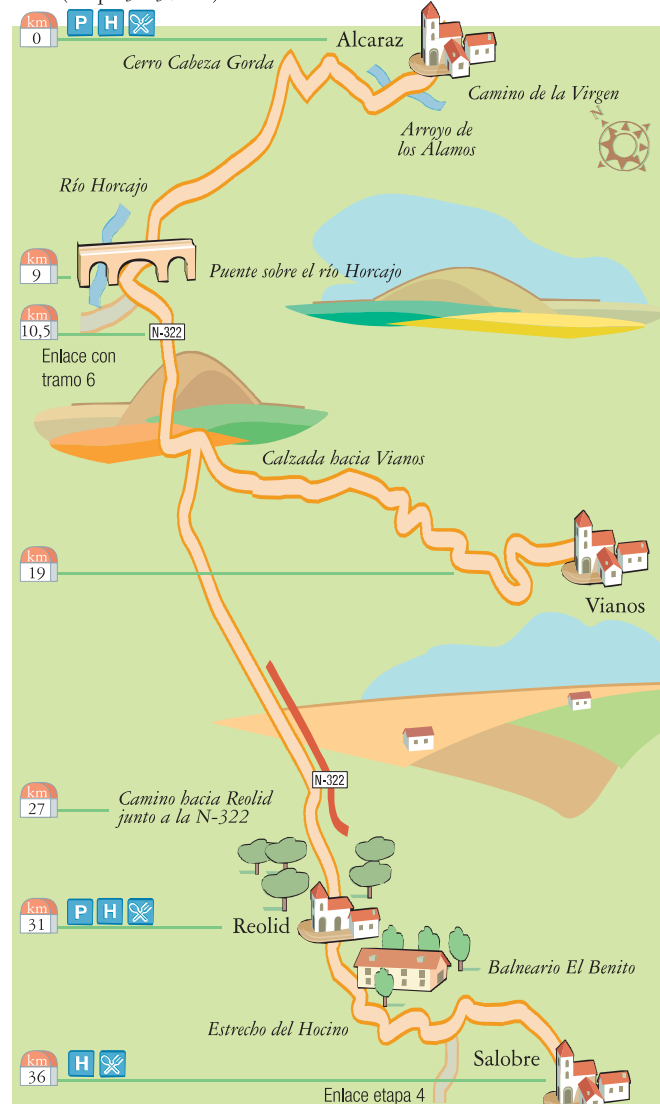 km
0
P H
Alcaraz
Cerro Cabeza Gorda
Camino de la Virgen
Arroyo de
los Álamos
N
Río Horcajo
km
9
Puente sobre el río Horcajo
km
10,5
N-322
Enlace con
tramo 6
Calzada hacia Vianos
km
19
Vianos
N-322
km
27
Camino hacia Reolid
junto a la N-322
km
31
P H
Reolid
Balneario El Benito
Estrecho del Hocino
km
36
H
Salobre
Enlace etapa 4